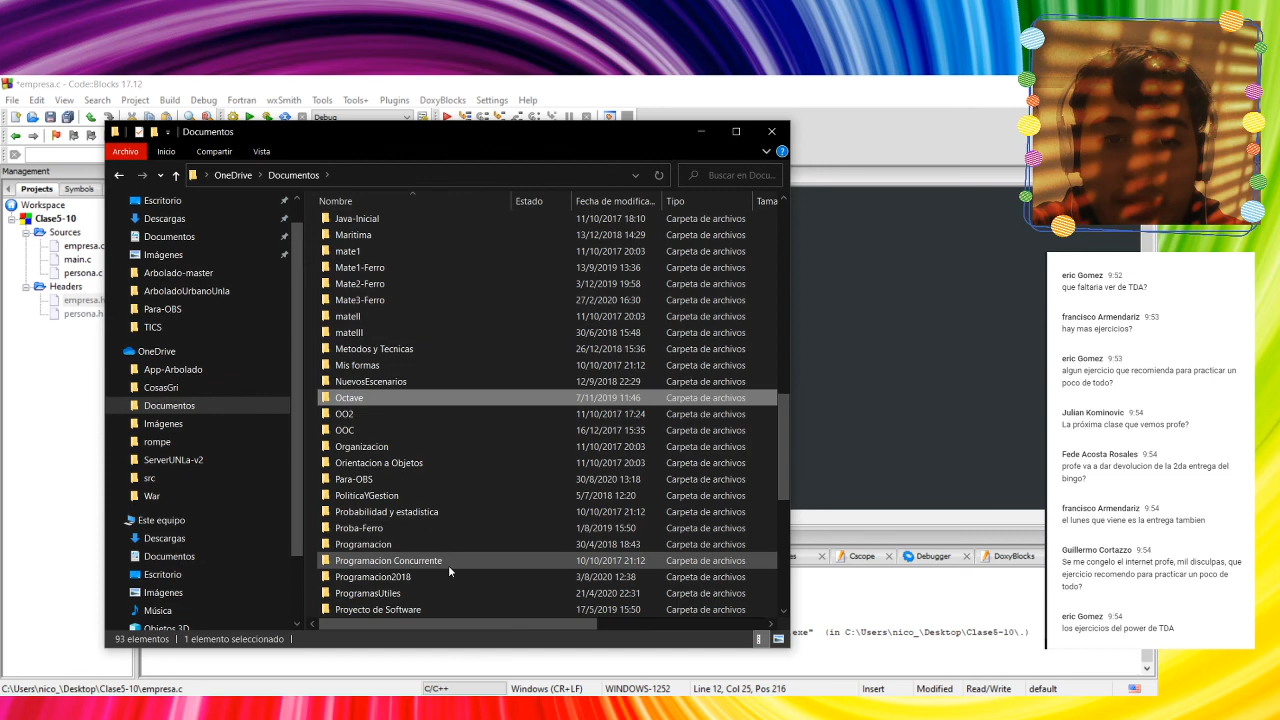 *empresa.c - Code::Blocks 17.12
File Edit View Search Project Build Debug Fortran wxSmith Tools Tools+ Plugins DoxyBlocks Settings Help
Debug
Management
Projects Symbols
Workspace
Clase5-10
Sources
empresa.c
main.c
persona.c
Headers
empresa.h
persona.h
Documentos
Archivo Inicio Compartir Vista
OneDrive > Documentos >
Buscar en Docu...
Escritorio
Descargas
Documentos
Imágenes
Arbolado-master
ArboladoUrbanoUnla
Para-OBS
TICS
OneDrive
App-Arbolado
CosasGri
Documentos
Imágenes
rompe
ServerUNLa-v2
src
War
Este equipo
Descargas
Documentos
Escritorio
Imágenes
Música
Objetos 3D
Nombre Estado Fecha de modifica... Tipo Tama
Java-Inicial 11/10/2017 18:10 Carpeta de archivos
Maritima 13/12/2018 14:29 Carpeta de archivos
mate1 11/10/2017 20:03 Carpeta de archivos
Mate1-Ferro 13/9/2019 13:36 Carpeta de archivos
Mate2-Ferro 3/12/2019 19:58 Carpeta de archivos
Mate3-Ferro 27/2/2020 16:30 Carpeta de archivos
mateII 11/10/2017 20:03 Carpeta de archivos
mateIII 30/6/2018 15:48 Carpeta de archivos
Metodos y Tecnicas 26/12/2018 15:36 Carpeta de archivos
Mis formas 10/10/2017 21:12 Carpeta de archivos
NuevosEscenarios 12/9/2018 22:29 Carpeta de archivos
Octave 7/11/2019 11:46 Carpeta de archivos
OO2 11/10/2017 17:24 Carpeta de archivos
OOC 16/12/2017 15:35 Carpeta de archivos
Organizacion 11/10/2017 20:03 Carpeta de archivos
Orientacion a Objetos 11/10/2017 20:03 Carpeta de archivos
Para-OBS 30/8/2020 13:18 Carpeta de archivos
PoliticaYGestion 5/7/2018 12:20 Carpeta de archivos
Probabilidad y estadistica 10/10/2017 21:12 Carpeta de archivos
Proba-Ferro 1/8/2019 15:50 Carpeta de archivos
Programacion 30/4/2018 18:43 Carpeta de archivos
Programacion Concurrente 10/10/2017 21:12 Carpeta de archivos
Programacion2018 3/8/2020 12:38 Carpeta de archivos
ProgramasUtiles 21/4/2020 22:31 Carpeta de archivos
Proyecto de Software 17/5/2019 15:50 Carpeta de archivos
93 elementos 1 elemento seleccionado
Cscope Debugger DoxyBlocks
.exe" (in C:\Users\nico_\Desktop\Clase5-10\.)
C:\Users\nico_\Desktop\Clase5-10\empresa.c C/C++ Windows (CR+LF) WINDOWS-1252 Line 12, Col 25, Pos 216 Insert Modified Read/Write default
eric Gomez 9:52
que faltaria ver de TDA?
francisco Armendariz 9:53
hay mas ejercicios?
eric Gomez 9:53
algun ejercicio que recomienda para practicar un
poco de todo?
Julian Kominovic 9:54
La próxima clase que vemos profe?
Fede Acosta Rosales 9:54
profe va a dar devolucion de la 2da entrega del
bingo?
francisco Armendariz 9:54
el lunes que viene es la entrega tambien
Guillermo Cortazzo 9:54
Se me congelo el internet profe, mil disculpas, que
ejercicio recomendo para practicar un poco de
todo?
eric Gomez 9:54
los ejercicios del power de TDA